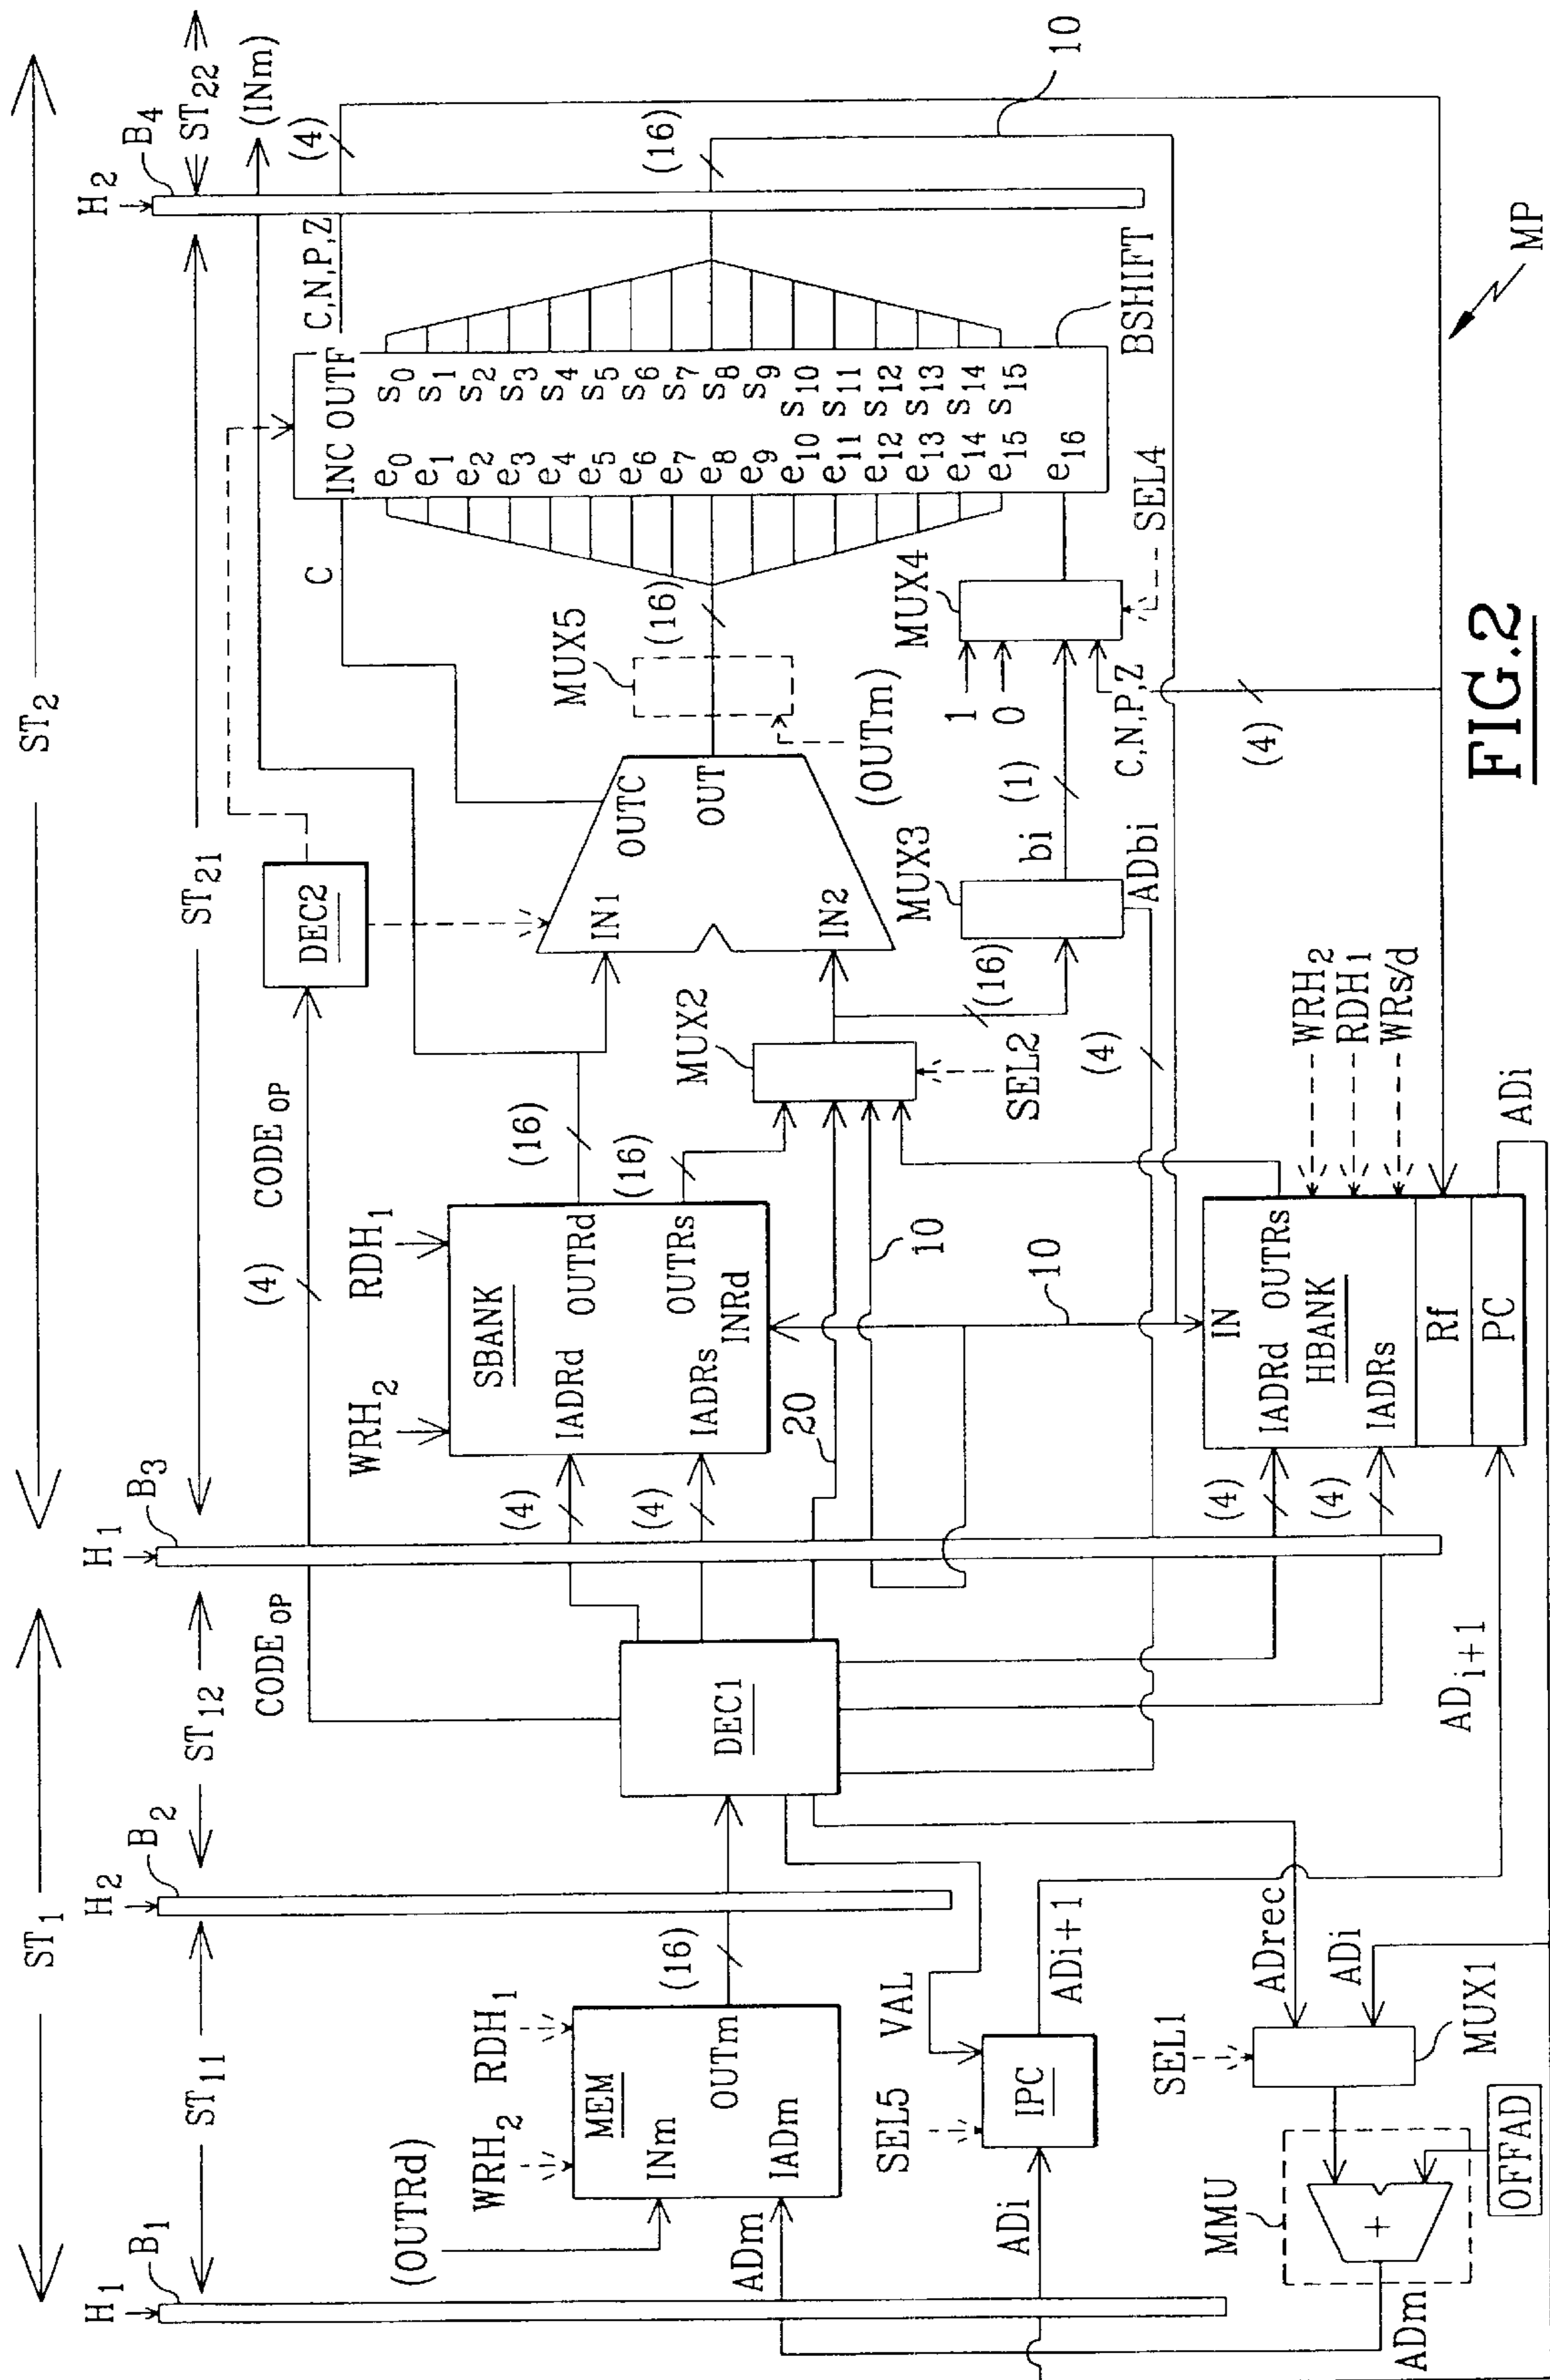 ST1
ST2
H1
B1
H2
B2
H1
B3
H2
B4
ST11
ST12
ST21
ST22
(INm)
CODEOP
(4)
CODEOP
DEC2
C,N,P,Z
(4)
(OUTRd)
WRH2
RDH1
MEM
INm
OUTm
IADm
ADm
(16)
DEC1
(4)
(4)
WRH2
RDH1
SBANK
IADRd
OUTRd
IADRs
OUTRs
INRd
(16)
(16)
20
10
10
MUX2
SEL2
IN1
IN2
OUTC
OUT
C
MUX5
(OUTm)
(16)
INC
OUTF
e0
s0
e1
s1
e2
s2
e3
s3
e4
s4
e5
s5
e6
s6
e7
s7
e8
s8
e9
s9
e10
s10
e11
s11
e12
s12
e13
s13
e14
s14
e15
s15
e16
BSHIFT
(16)
10
MUX3
(16)
bi
(1)
ADbi
(4)
MUX4
1
0
C,N,P,Z
(4)
SEL4
SEL5
VAL
IPC
ADi
ADi+1
ADrec
ADi
SEL1
MUX1
MMU
+
OFFAD
ADm
(4)
(4)
IN
IADRd
OUTRs
HBANK
IADRs
Rf
PC
WRH2
RDH1
WRs/d
ADi+1
ADi
MP
FIG.2